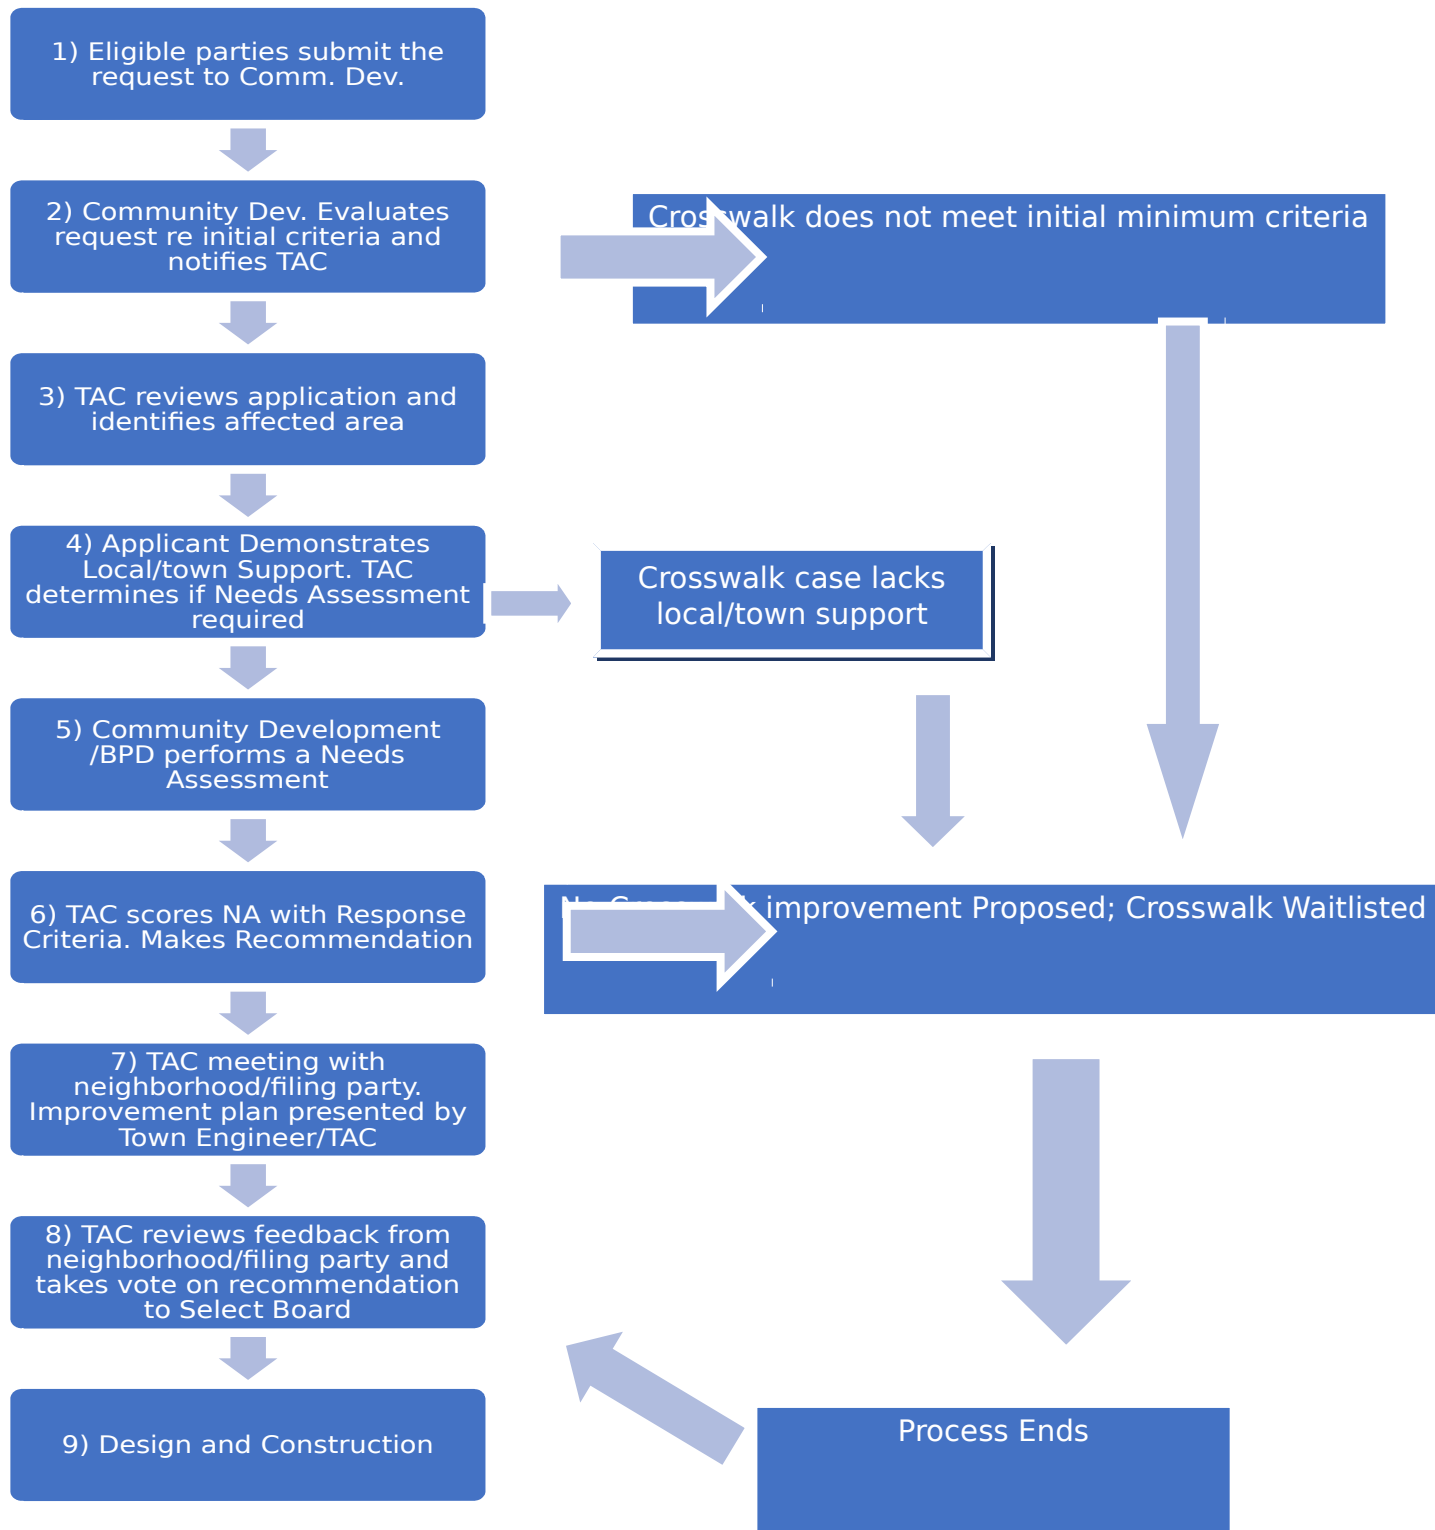 1) Eligible parties submit the
request to Comm. Dev.
2) Community Dev. Evaluates
request re initial criteria and
notifies TAC
Crosswalk does not meet initial minimum criteria
3) TAC reviews application and
identifies affected area
4) Applicant Demonstrates
Local/town Support. TAC
determines if Needs Assessment
required
Crosswalk case lacks
local/town support
5) Community Development
/BPD performs a Needs
Assessment
6) TAC scores NA with Response
Criteria. Makes Recommendation
No improvement Proposed; Crosswalk Waitlisted
7) TAC meeting with
neighborhood/filing party.
Improvement plan presented by
Town Engineer/TAC
8) TAC reviews feedback from
neighborhood/filing party and
takes vote on recommendation
to Select Board
9) Design and Construction
Process Ends